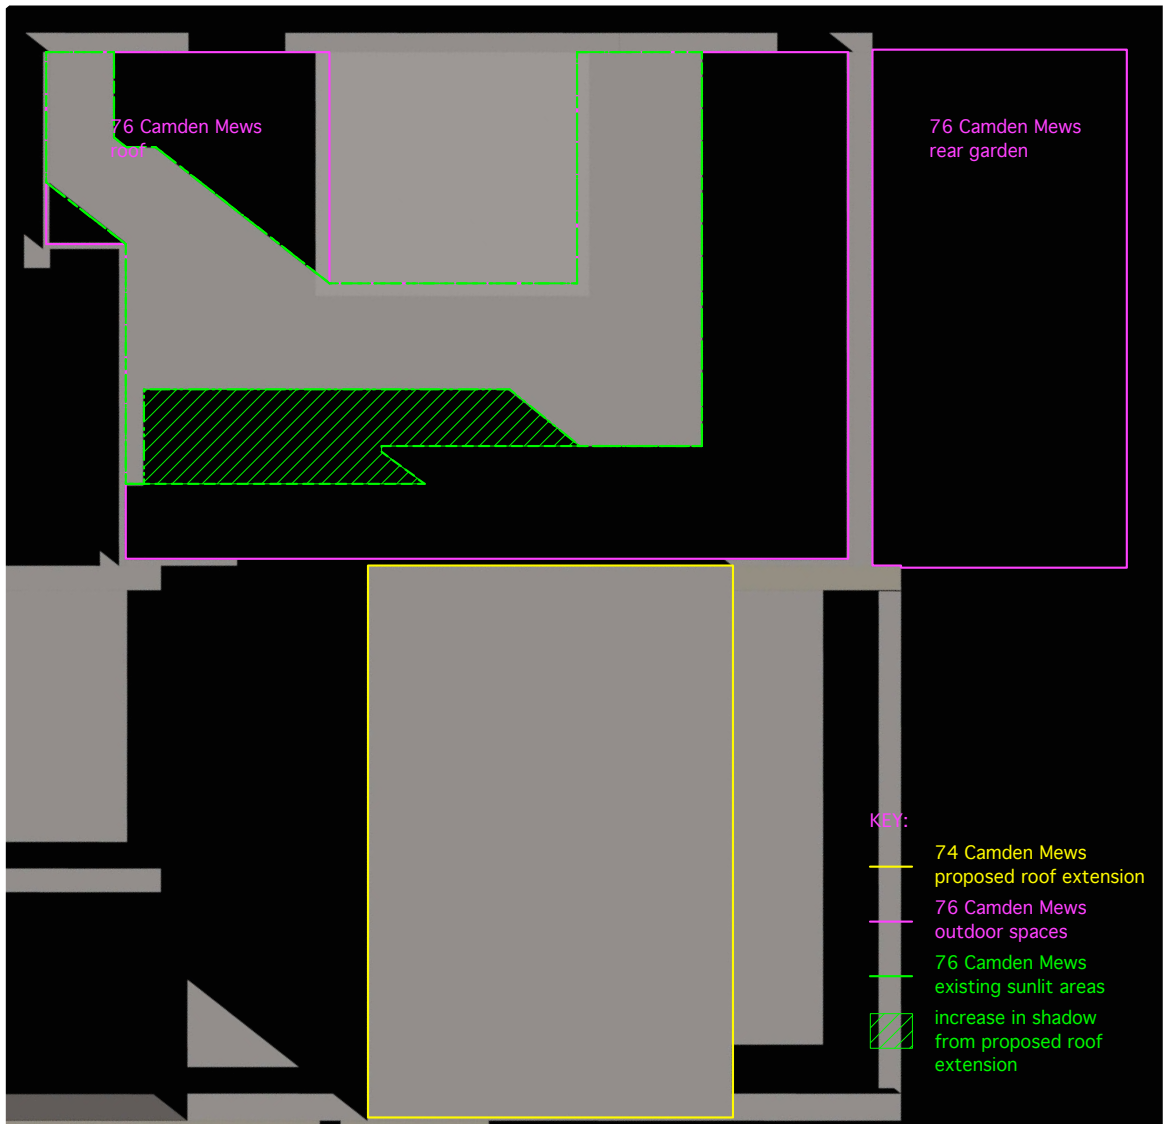 76 Camden Mews
roof
76 Camden Mews
rear garden
KEY:
74 Camden Mews
proposed roof extension
76 Camden Mews
outdoor spaces
76 Camden Mews
existing sunlit areas
increase in shadow
from proposed roof
extension